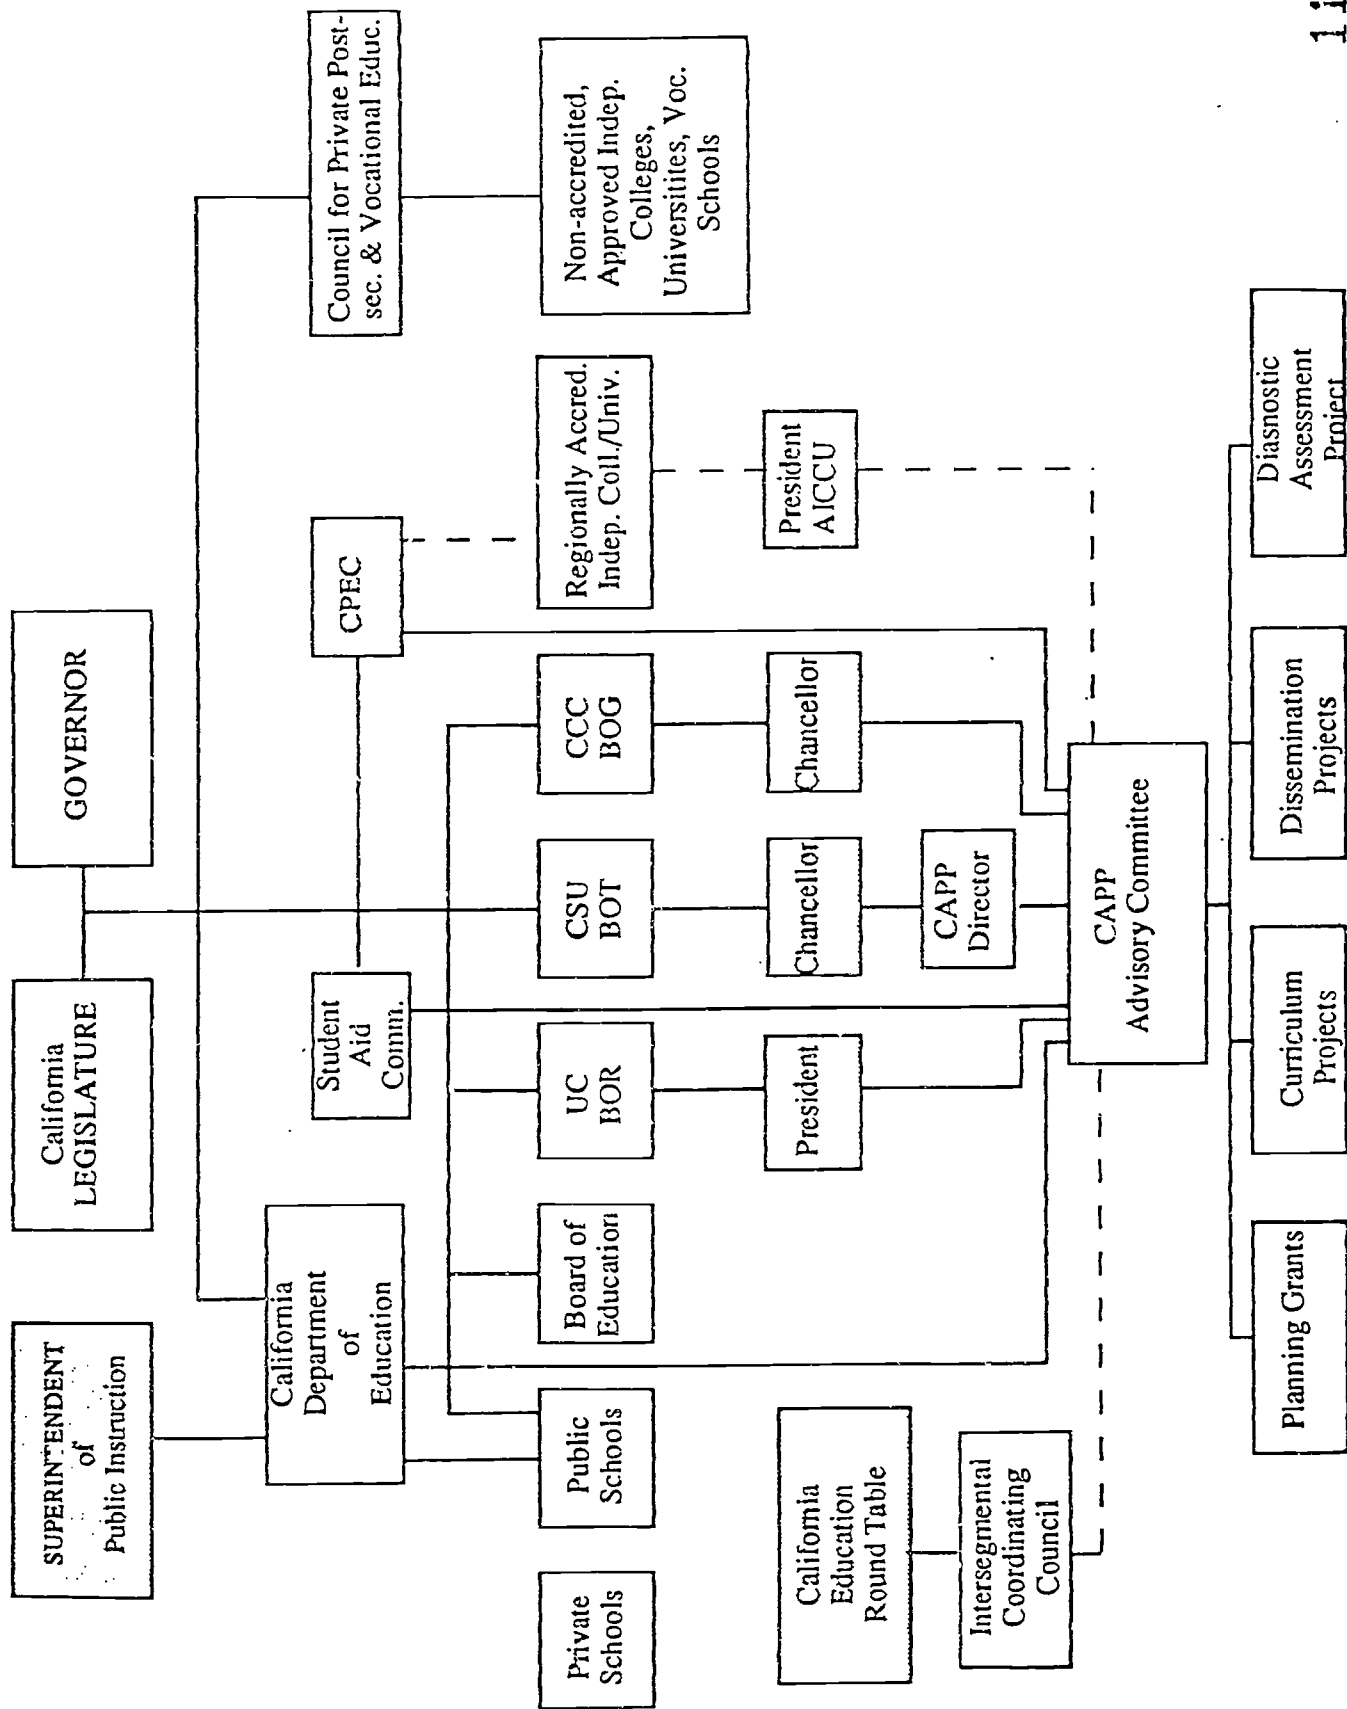 SUPERINTENDENT
of
Public Instruction
California
LEGISLATURE
GOVERNOR
California
Department
of
Education
Student
Aid
Comm.
CPEC
Council for Private Post-
sec. & Vocational Educ.
Private
Schools
Public
Schools
Board of
Education
UC
BOR
CSU
BOT
CCC
BOG
Regionally Accred.
Indep. Coll./Univ.
Non-accredited,
Approved Indep.
Colleges,
Universitites, Voc.
Schools
California
Education
Round Table
President
Chancellor
Chancellor
President
AICCU
Intersegmental
Coordinating
Council
CAPP
Director
CAPP
Advisory Committee
Planning Grants
Curriculum
Projects
Dissemination
Projects
Diasnostic
Assessment
Project